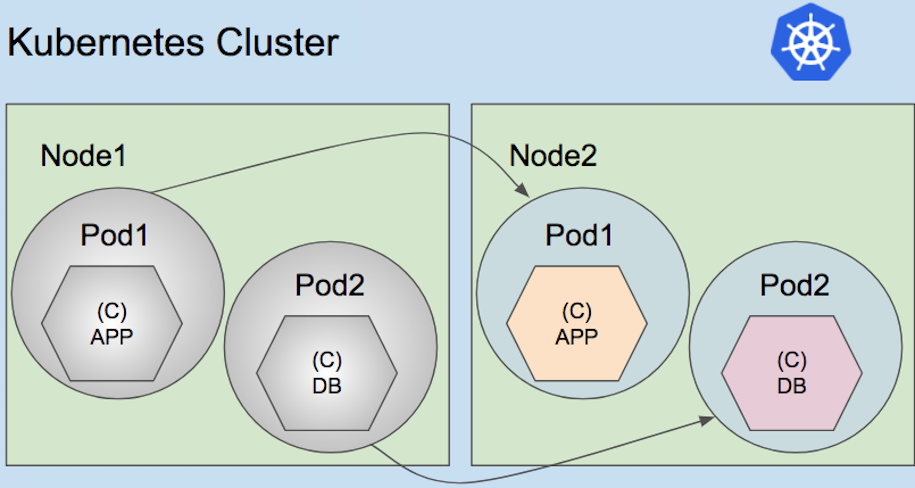 Kubernetes Cluster
Node1
Pod1
(C)
APP
Pod2
(C)
DB
Node2
Pod1
(C)
APP
Pod2
(C)
DB